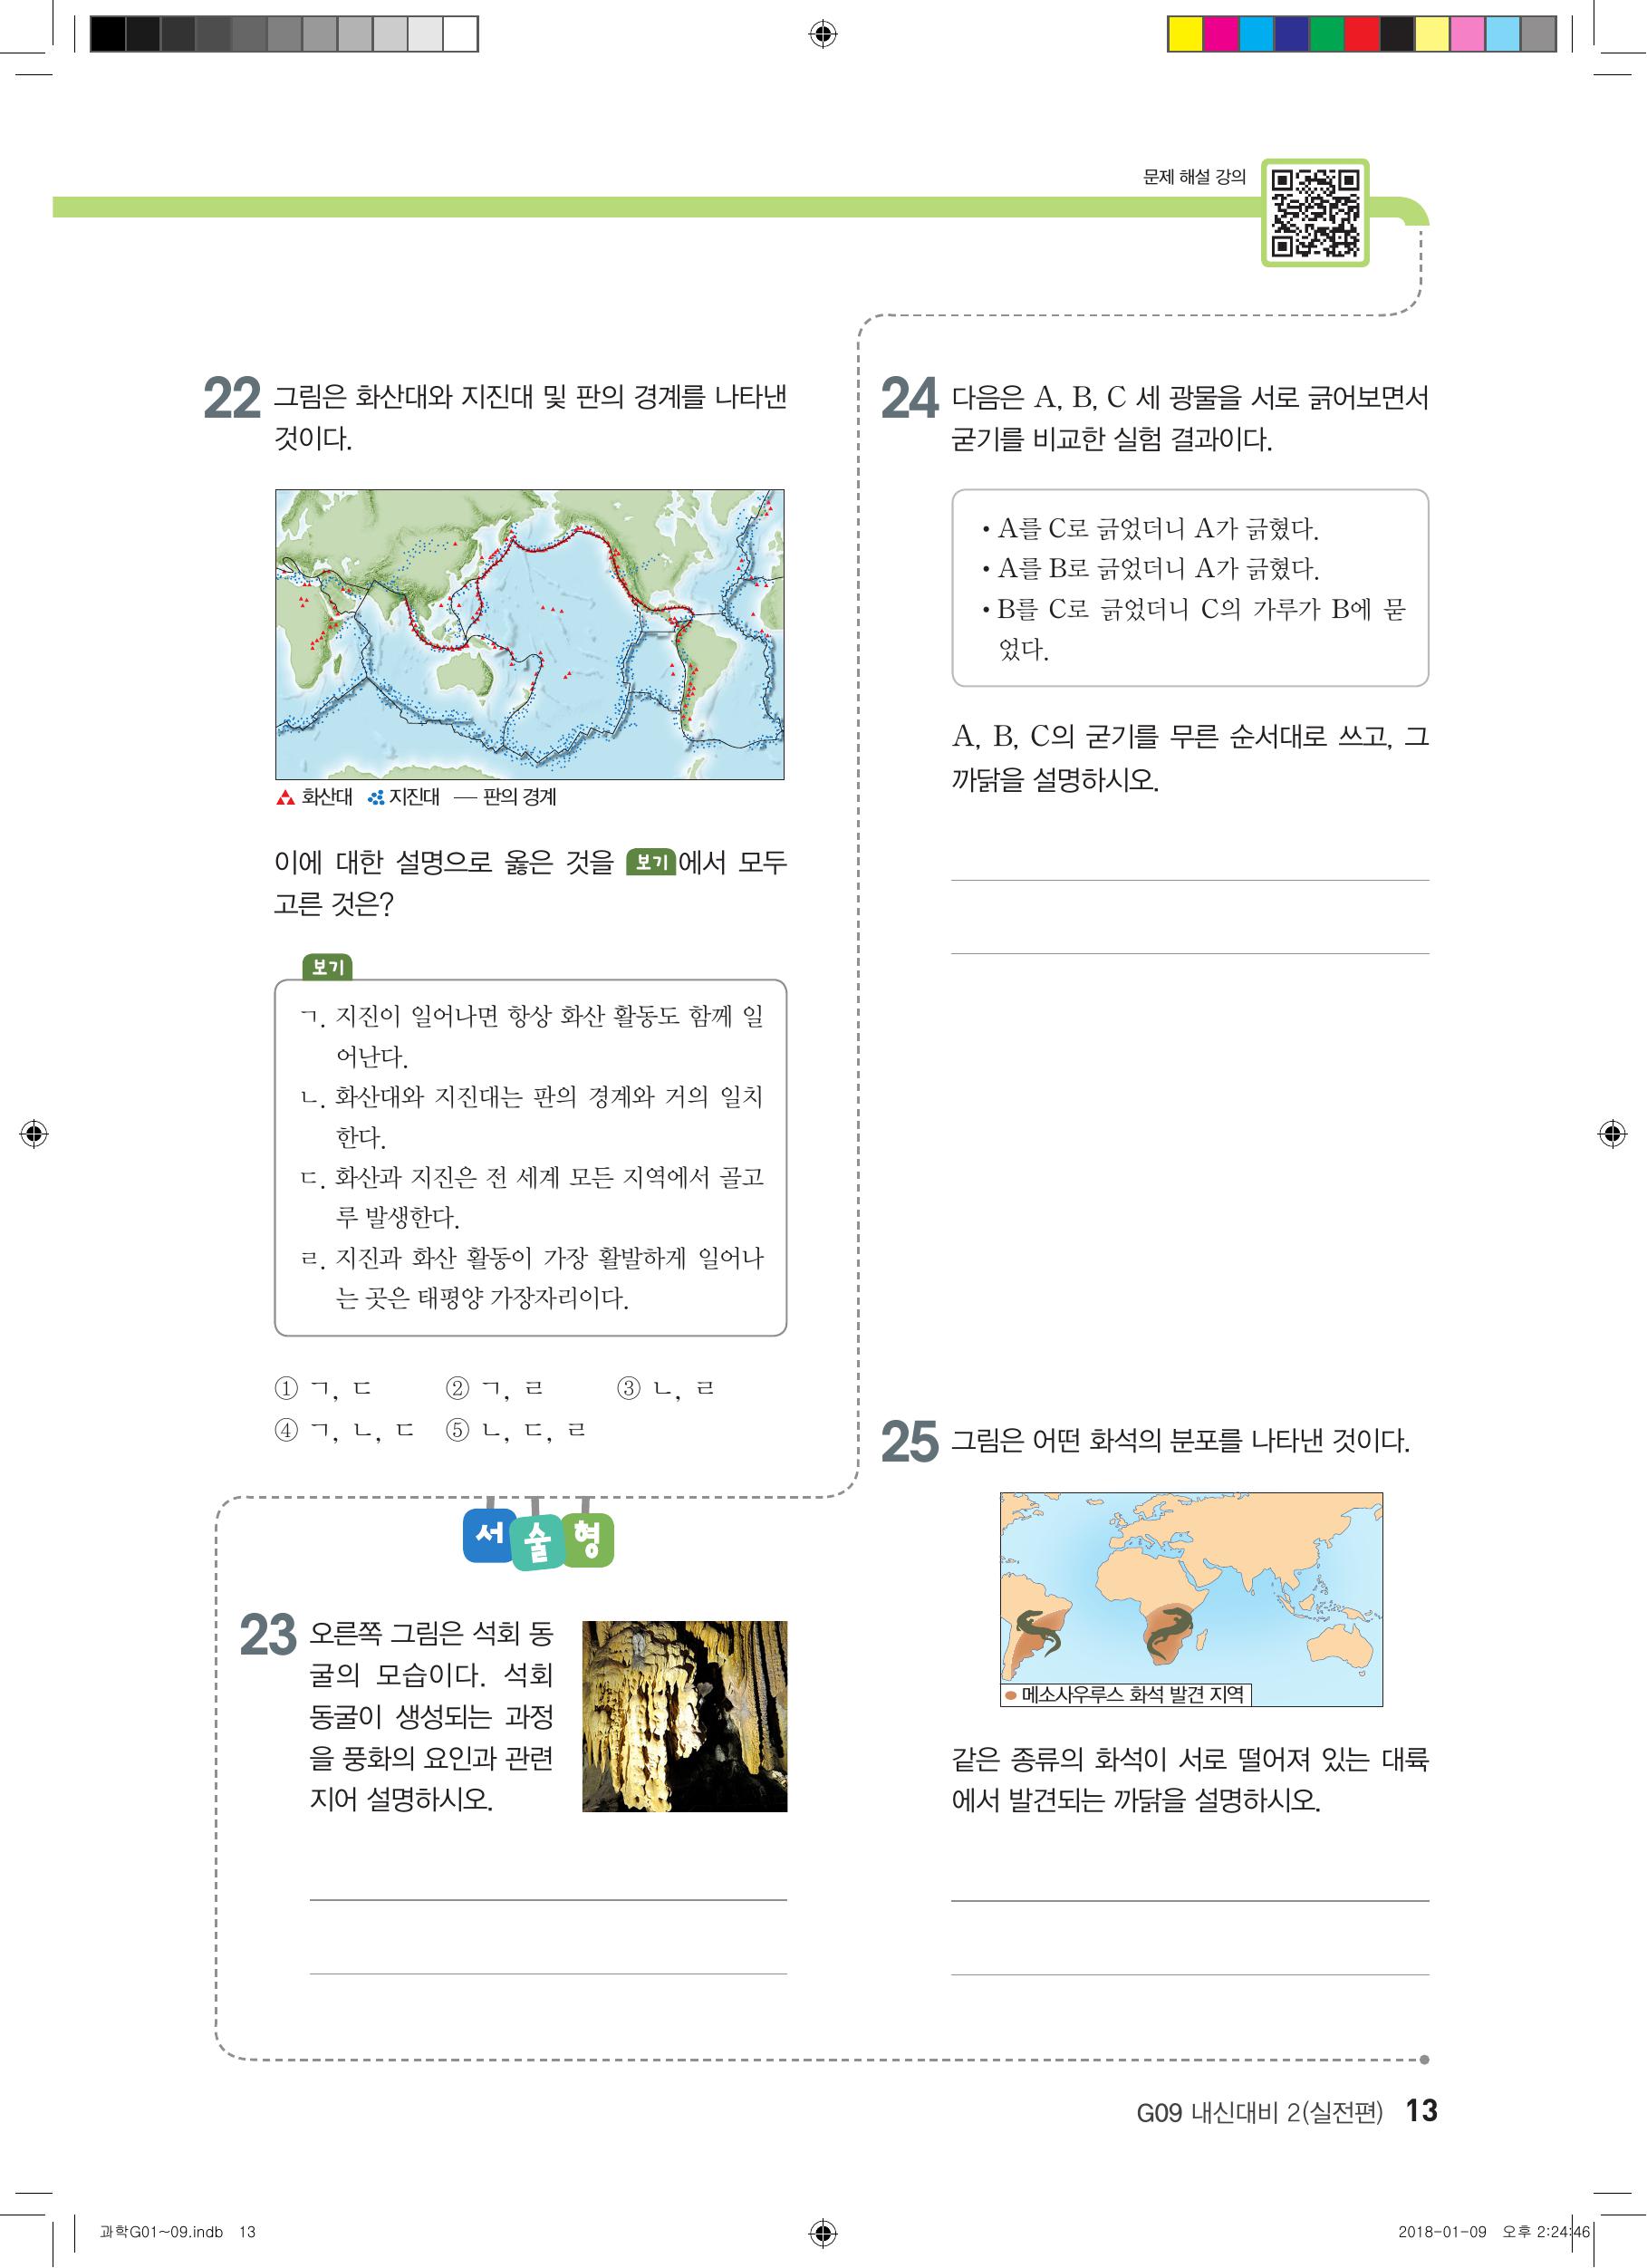 문제 해설 강의
22 그림은 화산대와 지진대 및 판의 경계를 나타낸
것이다.
화산대 지진대 판의 경계
이에 대한 설명으로 옳은 것을 보기에서 모두
고른 것은?
보기
ㄱ. 지진이 일어나면 항상 화산 활동도 함께 일
어난다.
ㄴ. 화산대와 지진대는 판의 경계와 거의 일치
한다.
ㄷ. 화산과 지진은 전 세계 모든 지역에서 골고
루 발생한다.
ㄹ. 지진과 화산 활동이 가장 활발하게 일어나
는 곳은 태평양 가장자리이다.
① ㄱ, ㄷ ② ㄱ, ㄹ ③ ㄴ, ㄹ
④ ㄱ, ㄴ, ㄷ ⑤ ㄴ, ㄷ, ㄹ
서술형
23 오른쪽 그림은 석회 동
굴의 모습이다. 석회
동굴이 생성되는 과정
을 풍화의 요인과 관련
지어 설명하시오.
24 다음은 A, B, C 세 광물을 서로 긁어보면서
굳기를 비교한 실험 결과이다.
• A를 C로 긁었더니 A가 긁혔다.
• A를 B로 긁었더니 A가 긁혔다.
• B를 C로 긁었더니 C의 가루가 B에 묻
었다.
A, B, C의 굳기를 무른 순서대로 쓰고, 그
까닭을 설명하시오.
25 그림은 어떤 화석의 분포를 나타낸 것이다.
메소사우루스 화석 발견 지역
같은 종류의 화석이 서로 떨어져 있는 대륙
에서 발견되는 까닭을 설명하시오.
G09 내신대비 2(실전편) 13
과학G01~09.indb 13
2018-01-09 오후 2:24:46